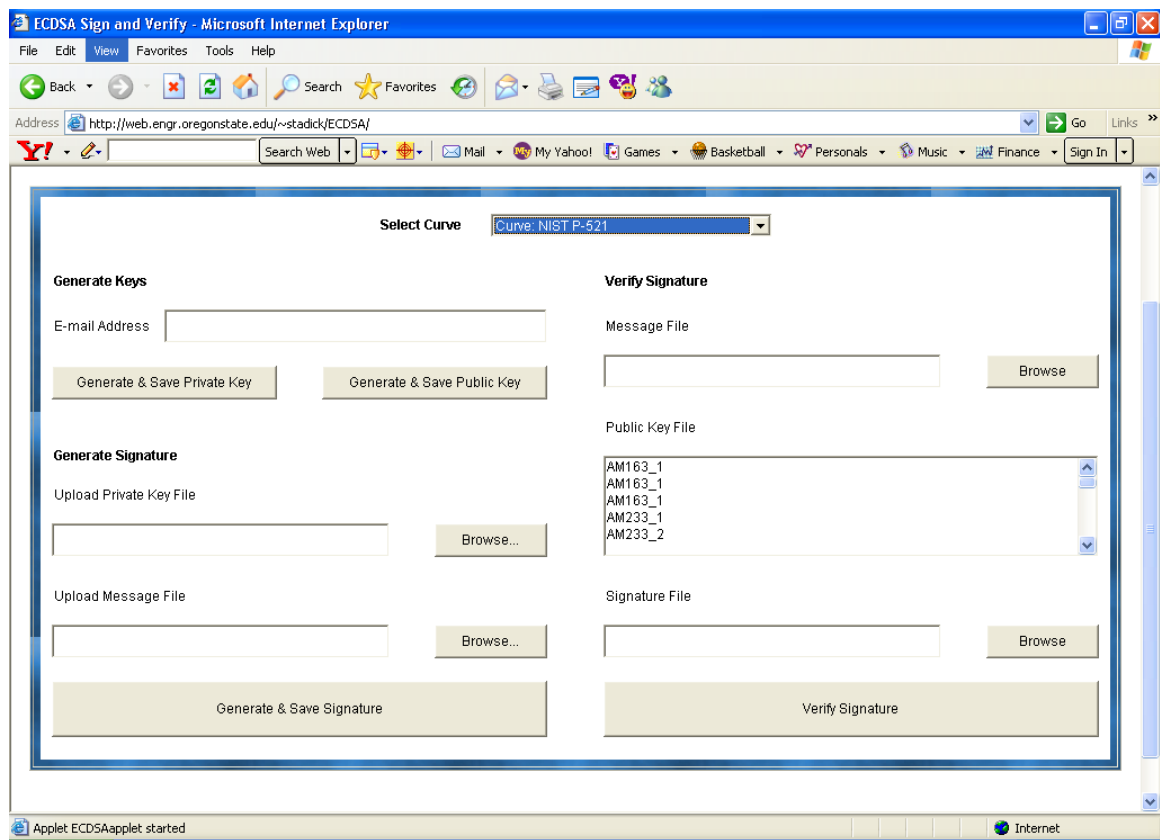 ECDSA Sign and Verify - Microsoft Internet Explorer
File Edit View Favorites Tools Help
Back Search Favorites
Address http://web.engr.oregonstate.edu/~stadick/ECDSA/ Go Links »
Y! Search Web Mail My Yahoo! Games Basketball Personals Music Finance Sign In
Select Curve Curve: NIST P-521
Generate Keys
E-mail Address
Generate & Save Private Key Generate & Save Public Key
Generate Signature
Upload Private Key File
Browse...
Upload Message File
Browse...
Generate & Save Signature
Verify Signature
Message File
Browse
Public Key File
AM163_1
AM163_1
AM163_1
AM233_1
AM233_2
Signature File
Browse
Verify Signature
Applet ECDSAapplet started Internet